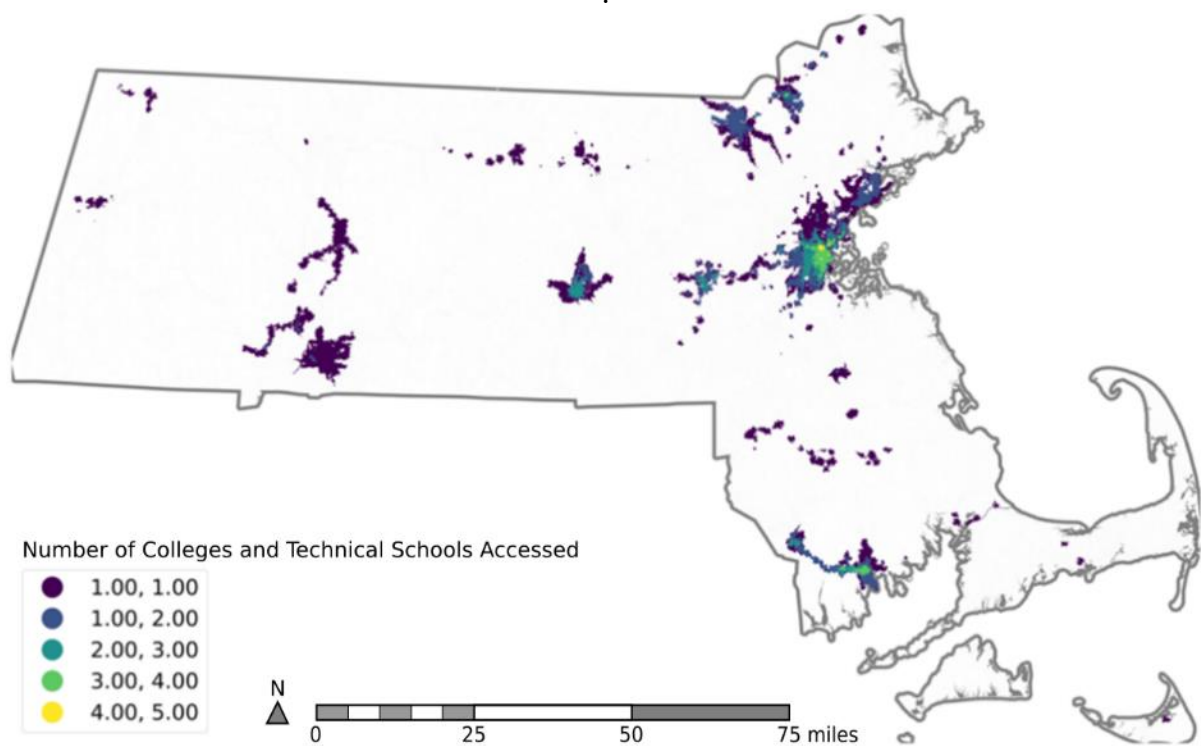 Number of Colleges and Technical Schools Accessed
1.00, 1.00
1.00, 2.00
2.00, 3.00
3.00, 4.00
4.00, 5.00
N
0 25 50 75 miles